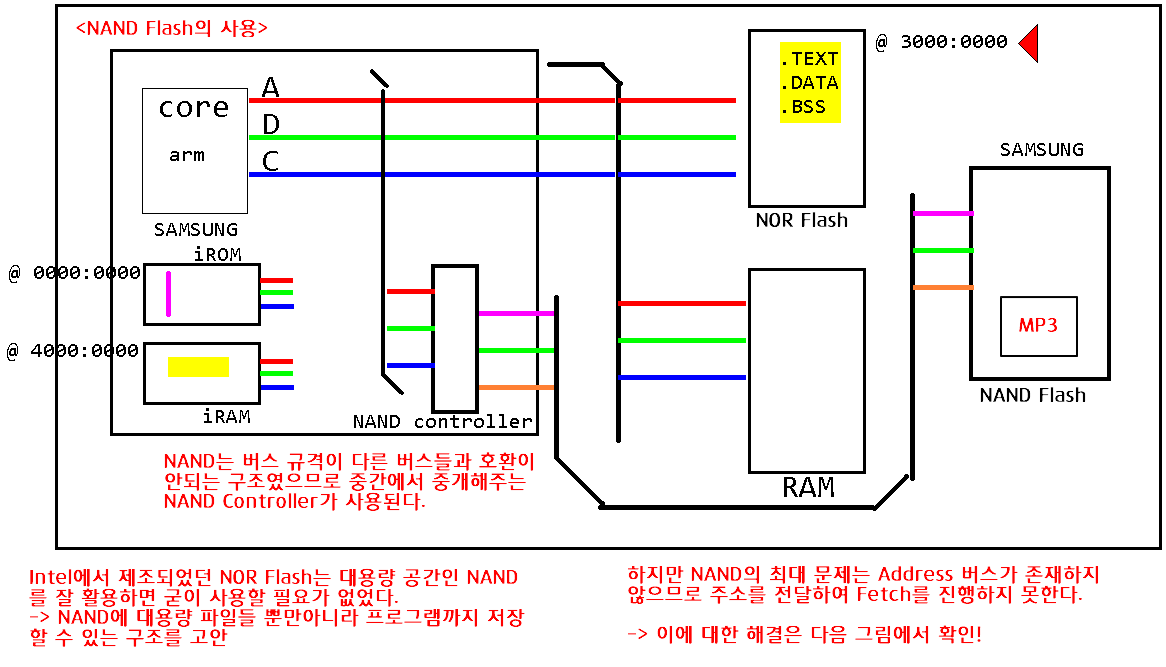 <NAND Flash의 사용>
@ 3000:0000
.TEXT
.DATA
.BSS
A
core
D
arm
C
SAMSUNG
NOR Flash
SAMSUNG
iROM
@ 0000:0000
@ 4000:0000
MP3
NAND Flash
iRAM
NAND controller
RAM
NAND는 버스 규격이 다른 버스들과 호환이
안되는 구조였으므로 중간에서 중개해주는
NAND Controller가 사용된다.
Intel에서 제조되었던 NOR Flash는 대용량 공간인 NAND
를 잘 활용하면 굳이 사용할 필요가 없었다.
-> NAND에 대용량 파일들 뿐만아니라 프로그램까지 저장
할 수 있는 구조를 고안
하지만 NAND의 최대 문제는 Address 버스가 존재하지
않으므로 주소를 전달하여 Fetch를 진행하지 못한다.
-> 이에 대한 해결은 다음 그림에서 확인!